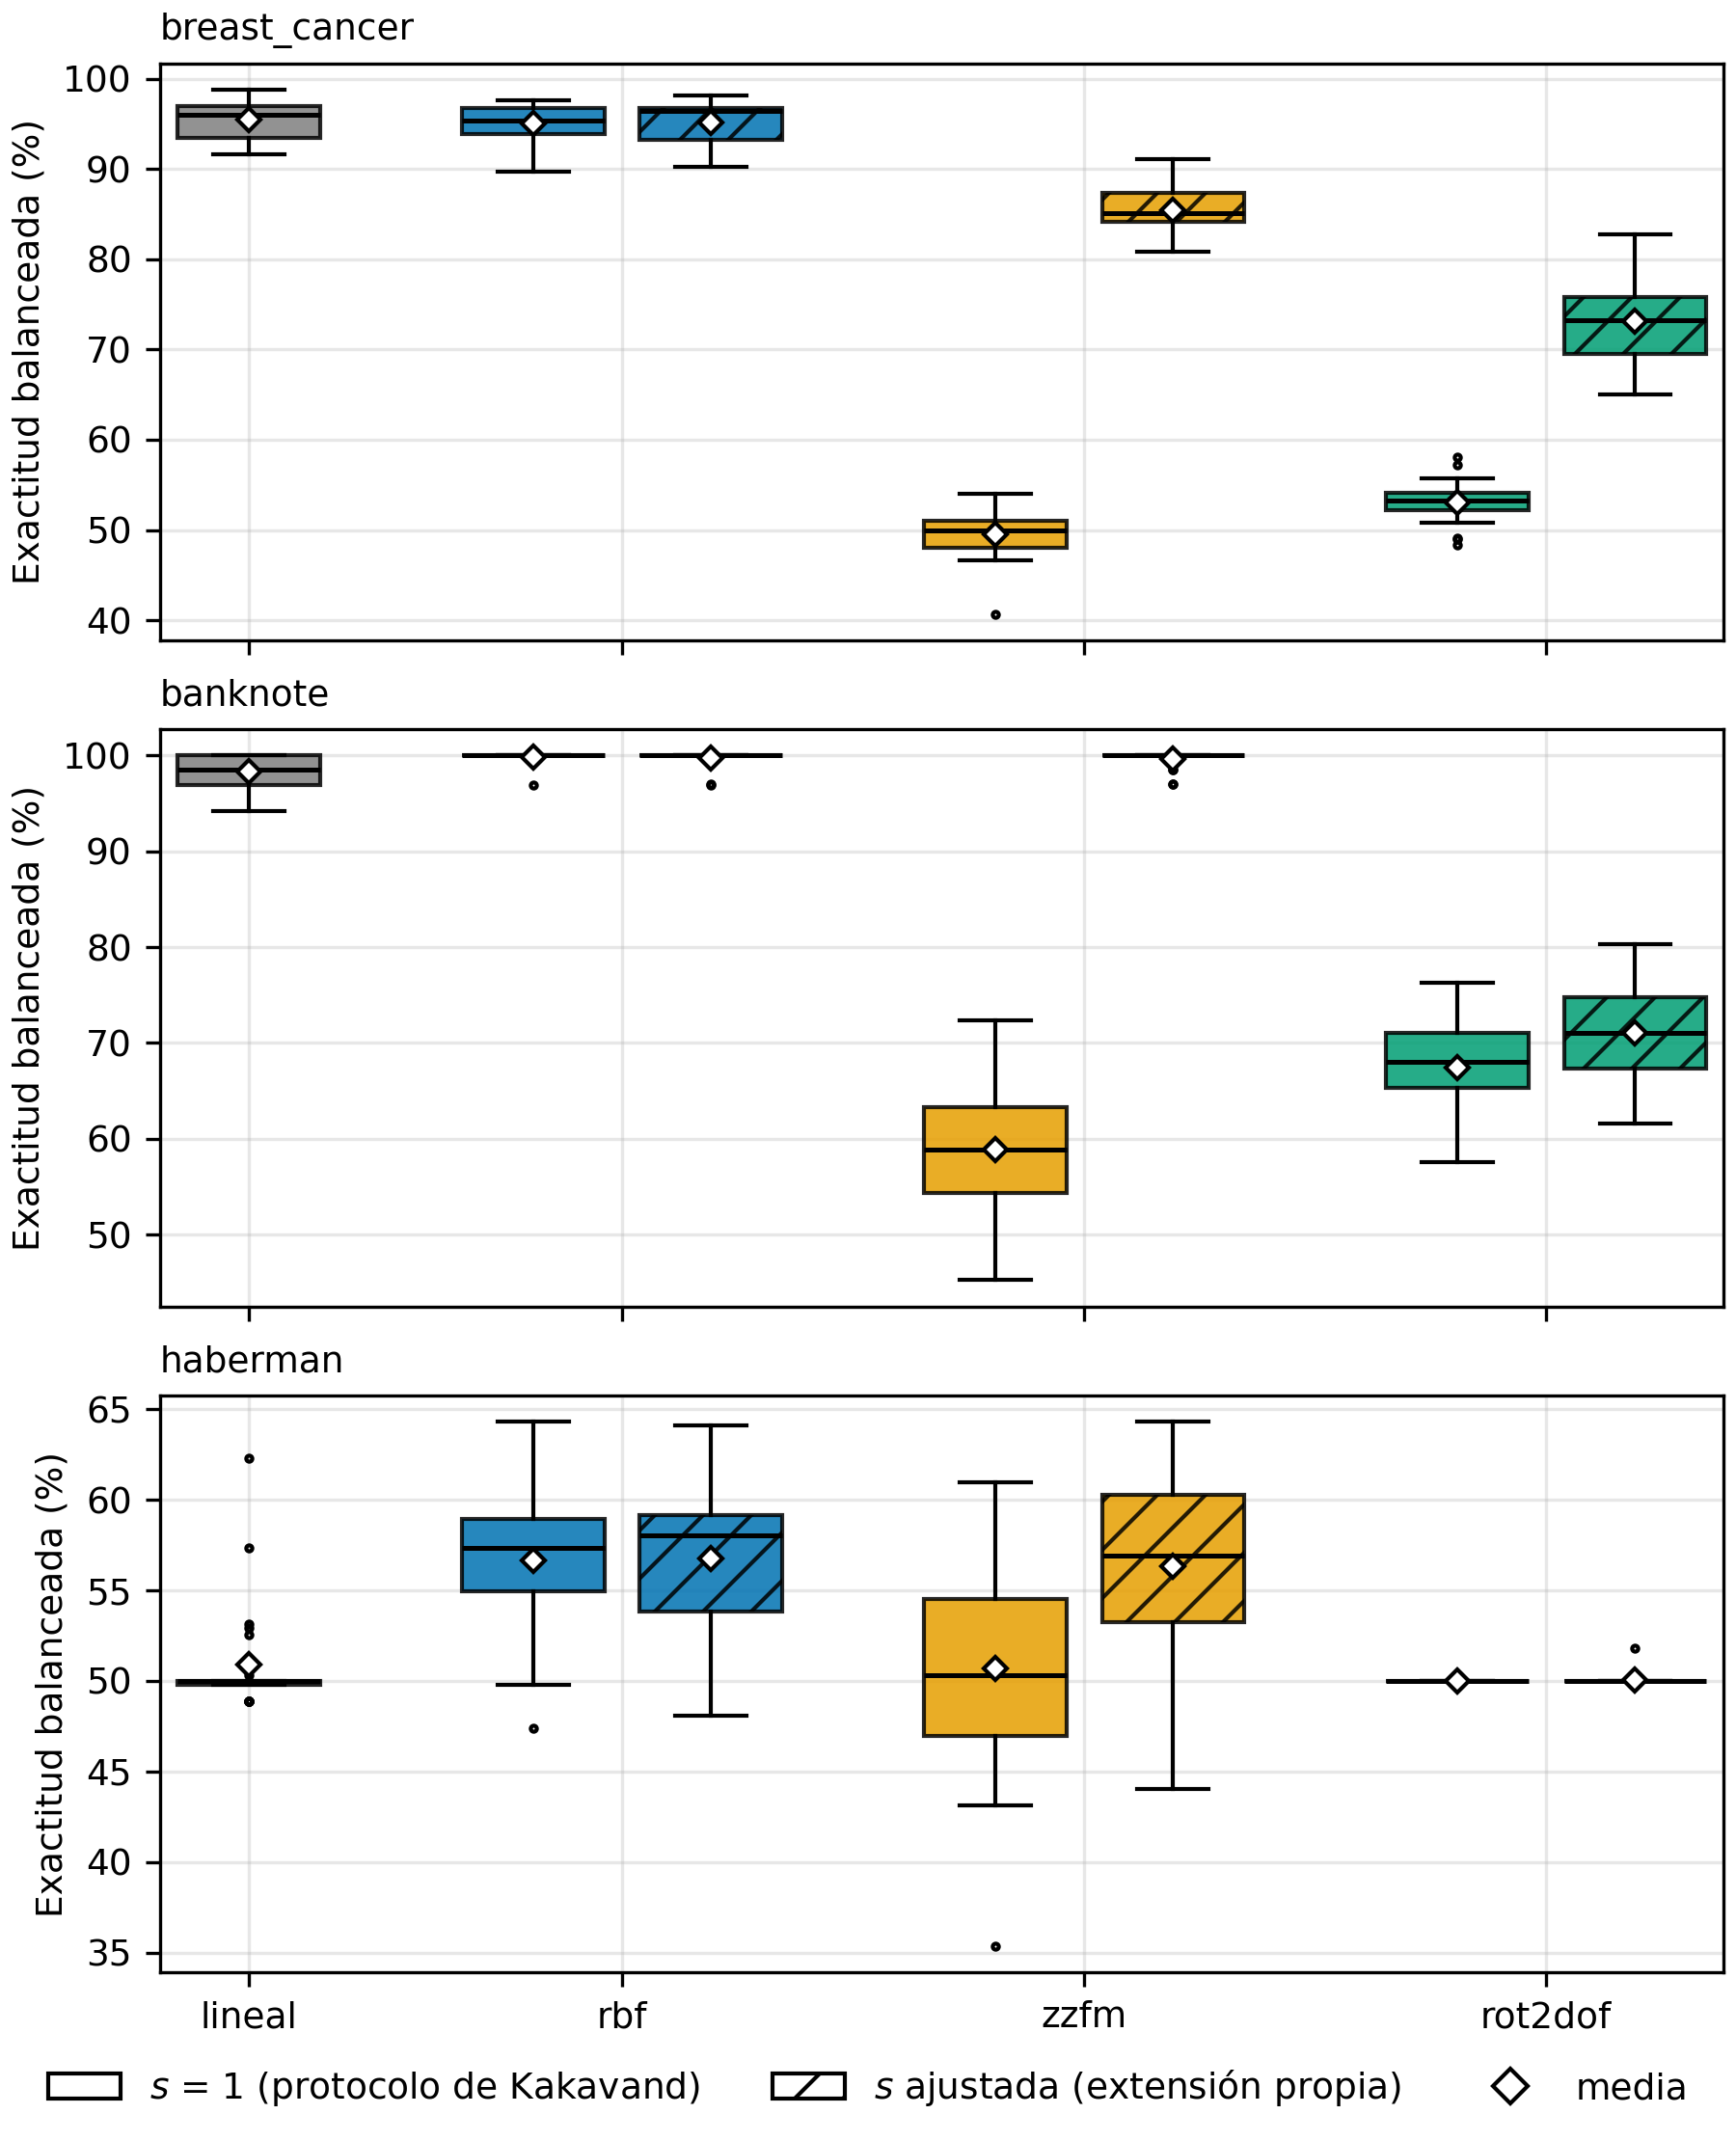 breast_cancer
Exactitud balanceada (%)
100
90
80
70
60
50
40
banknote
Exactitud balanceada (%)
100
90
80
70
60
50
haberman
Exactitud balanceada (%)
65
60
55
50
45
40
35
lineal rbf zzfm rot2dof
s = 1 (protocolo de Kakavand) s ajustada (extensión propia) media